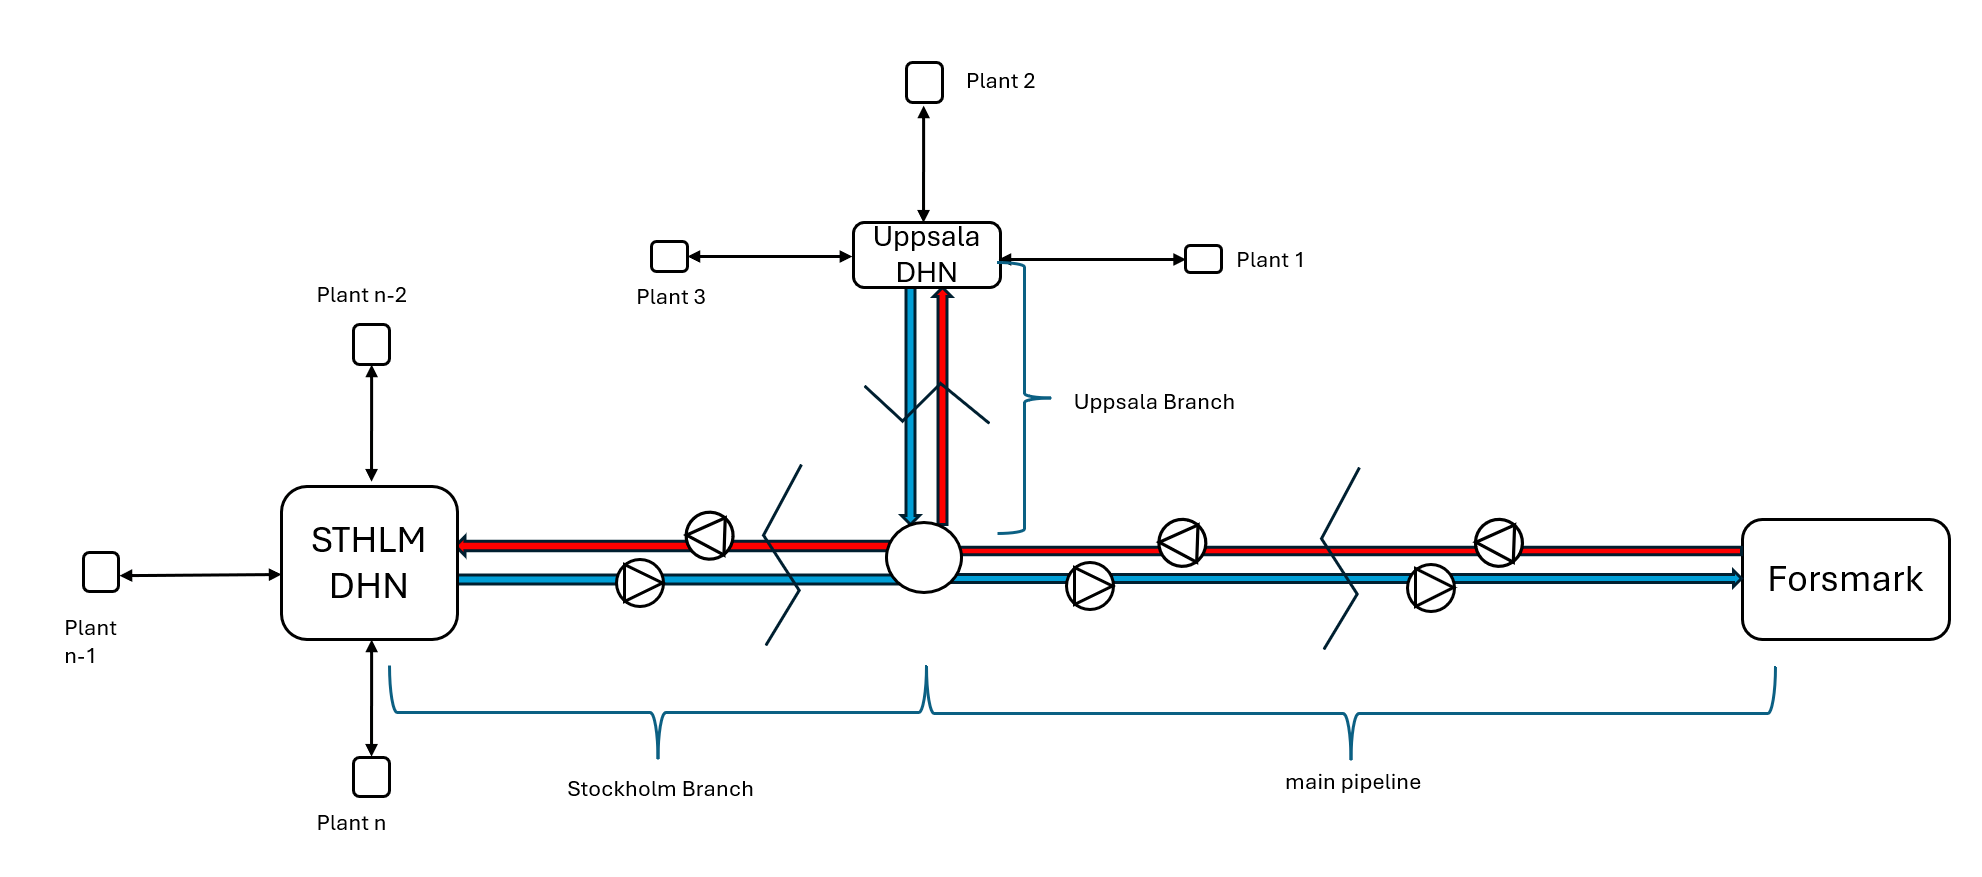 Plant 2
Uppsala
DHN
Plant 1
Plant 3
Plant n-2
Uppsala Branch
STHLM
DHN
Forsmark
Plant
n-1
Stockholm Branch
main pipeline
Plant n